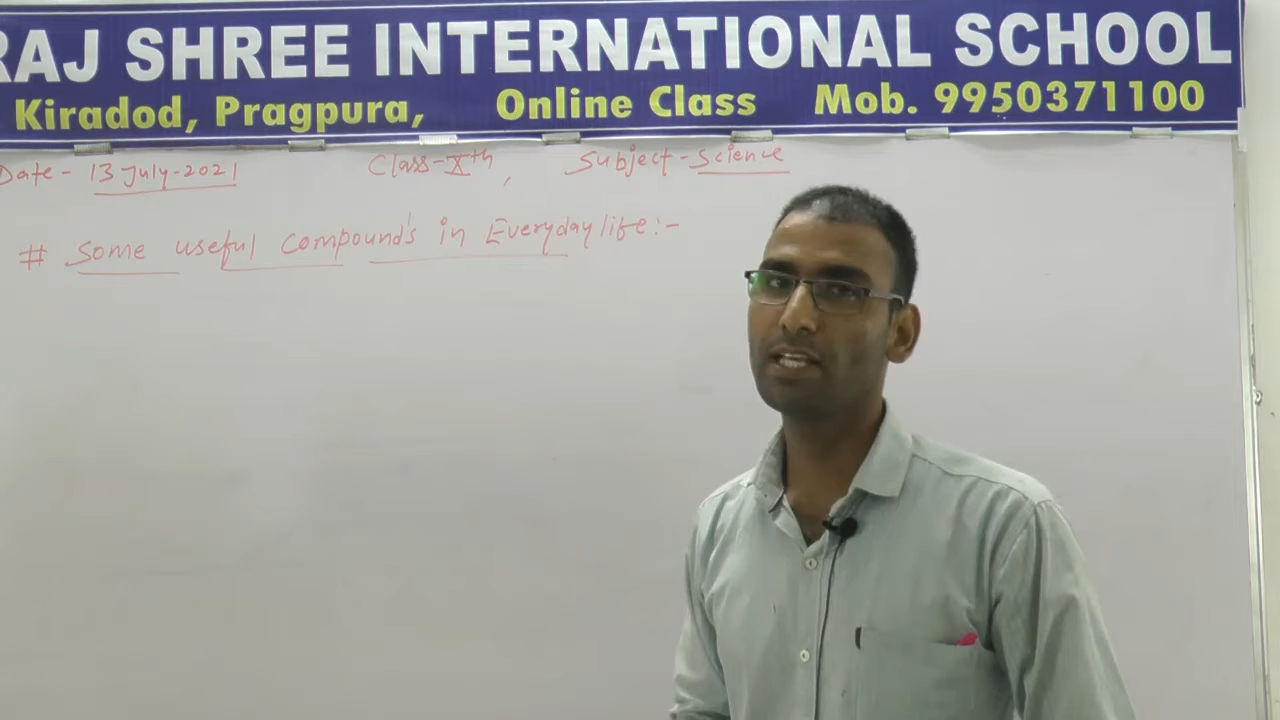 RAJ SHREE INTERNATIONAL SCHOOL
Kiradod, Pragpura, Online Class Mob. 9950371100
Date - 13 July-2021 Class-Xth, Subject-Science
# Some useful Compound's in Everyday life:-